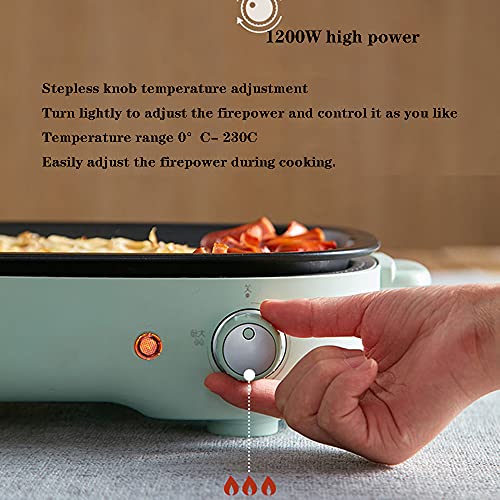 1200W high power
Stepless knob temperature adjustment
Turn lightly to adjust the firepower and control it as you like
Temperature range 0° C– 230C
Easily adjust the firepower during cooking.